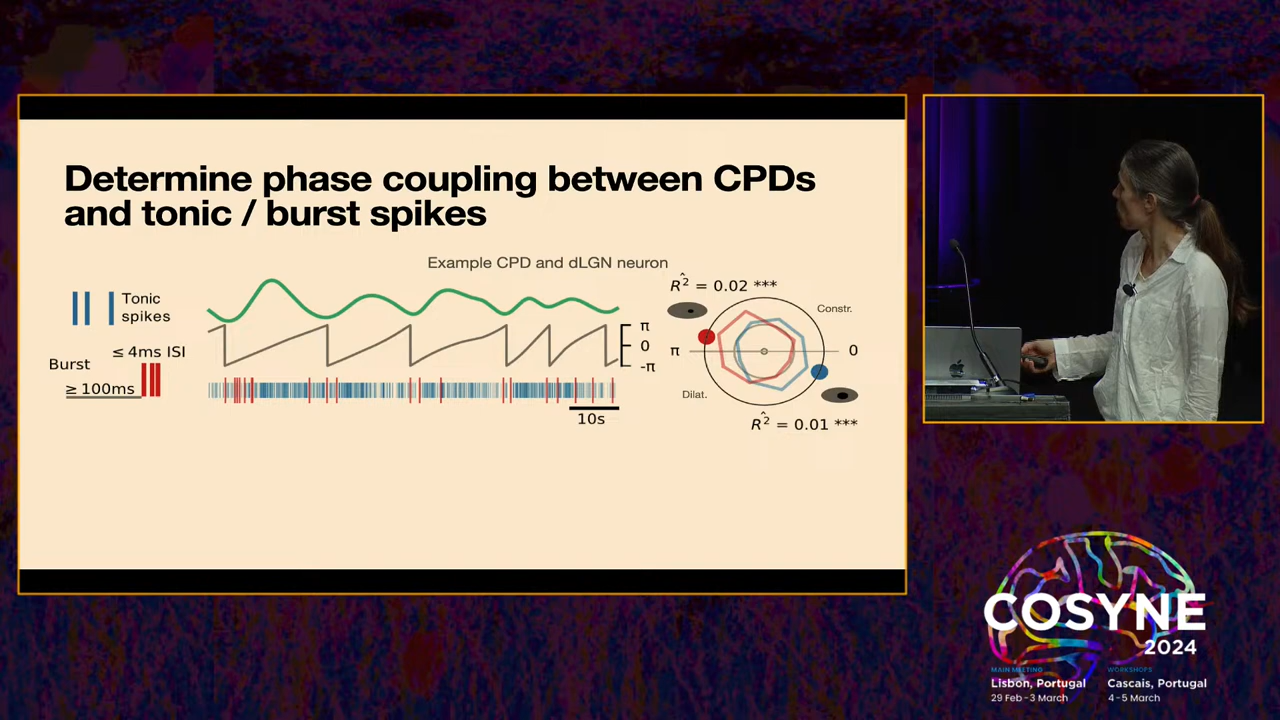 Determine phase coupling between CPDs
and tonic / burst spikes
Example CPD and dLGN neuron
Tonic
spikes
≤ 4ms ISI
Burst
≥ 100ms
π
0
-π
10s
R̂² = 0.02 ***
Constr.
π
0
Dilat.
R̂² = 0.01 ***
COSYNE
2024
MAIN MEETING
Lisbon, Portugal
29 Feb - 3 March
WORKSHOPS
Cascais, Portugal
4 - 5 March